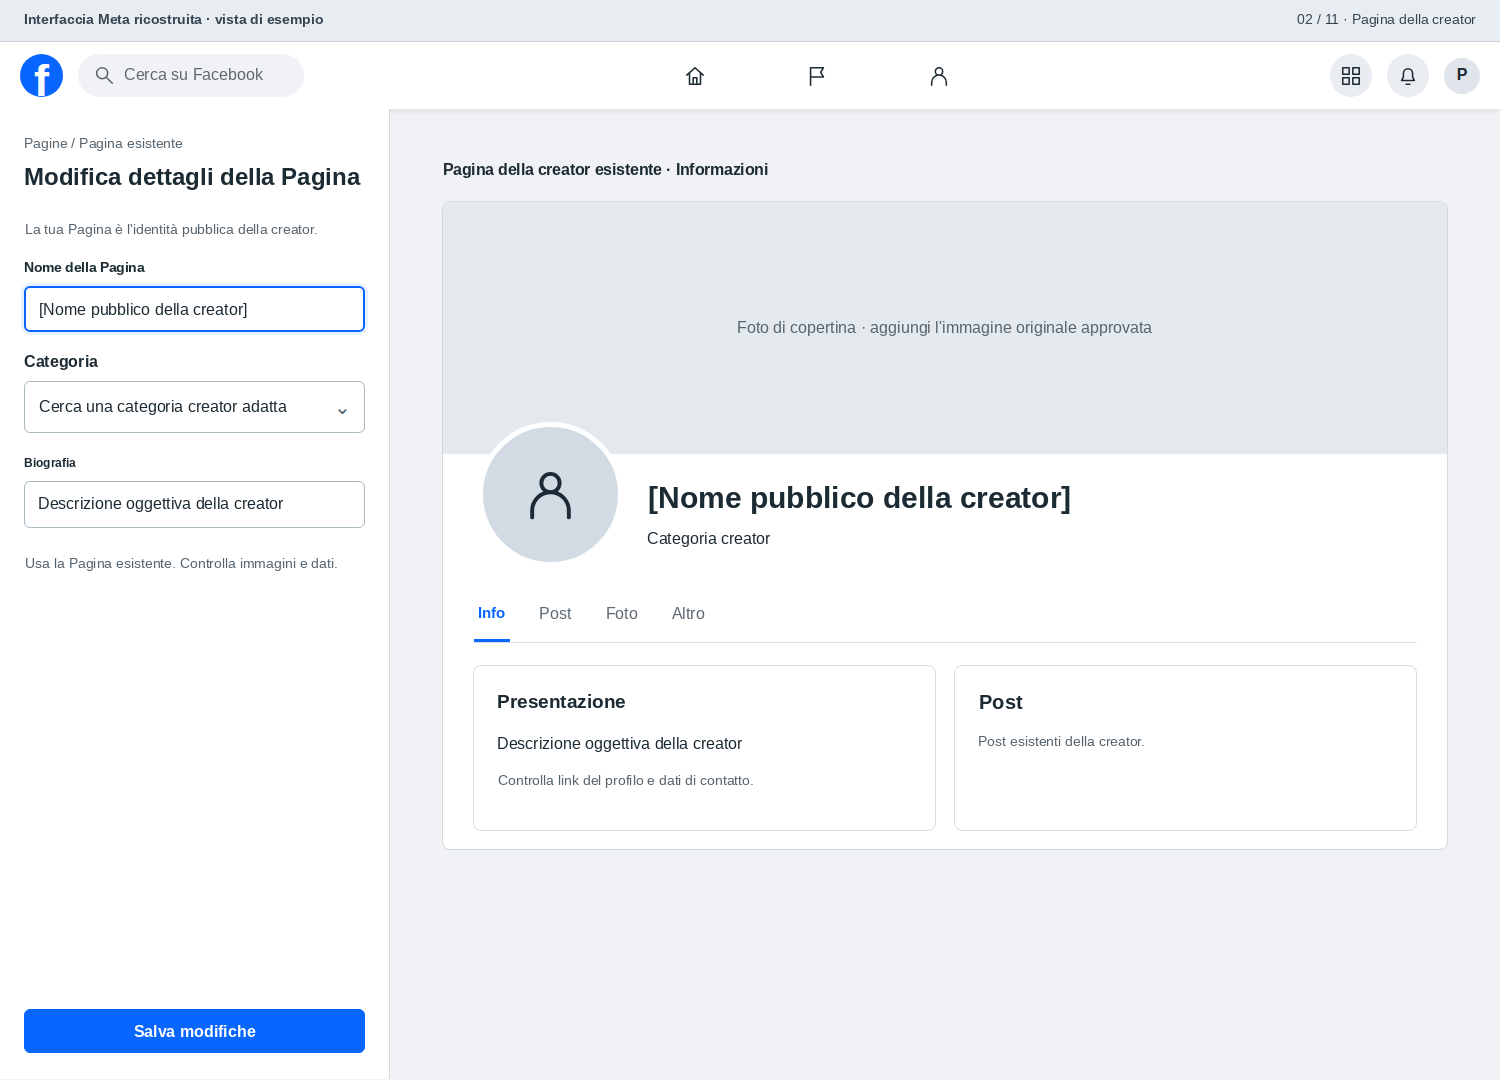 Interfaccia Meta ricostruita · vista di esempio
02 / 11 · Pagina della creator
f
Cerca su Facebook
P
Pagine / Pagina esistente
Modifica dettagli della Pagina
La tua Pagina è l'identità pubblica della creator.
Nome della Pagina
[Nome pubblico della creator]
Categoria
Cerca una categoria creator adatta
Biografia
Descrizione oggettiva della creator
Usa la Pagina esistente. Controlla immagini e dati.
Salva modifiche
Pagina della creator esistente · Informazioni
Foto di copertina · aggiungi l'immagine originale approvata
[Nome pubblico della creator]
Categoria creator
Info
Post
Foto
Altro
Presentazione
Descrizione oggettiva della creator
Controlla link del profilo e dati di contatto.
Post
Post esistenti della creator.